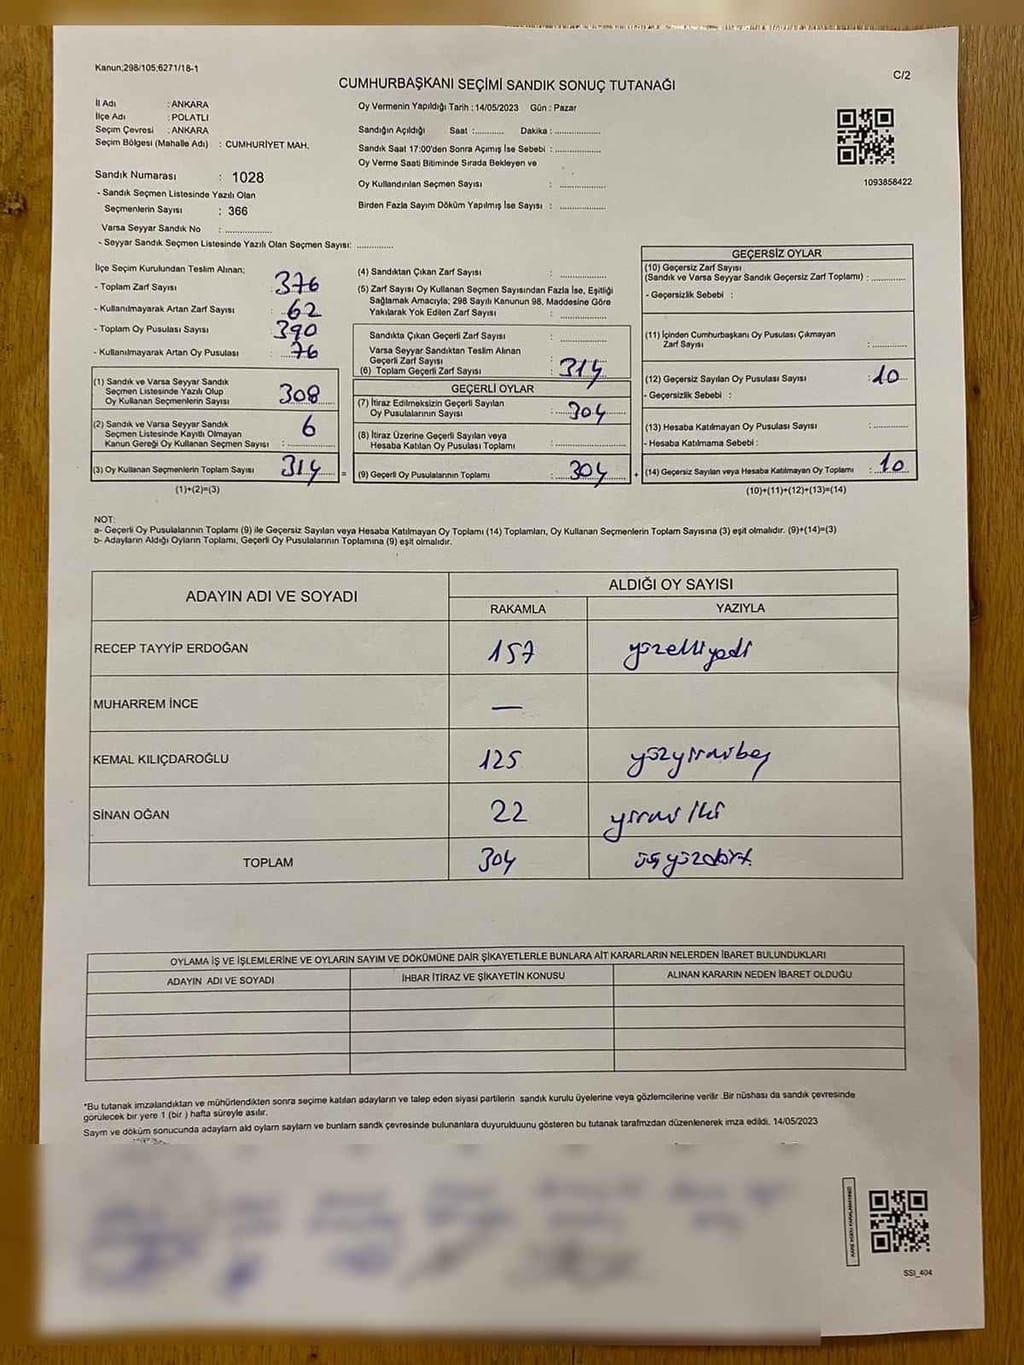 Kanun;298/105;6271/18-1
C/2
CUMHURBAŞKANI SEÇİMİ SANDIK SONUÇ TUTANAĞI
İl Adı : ANKARA
İlçe Adı : POLATLI
Seçim Çevresi : ANKARA
Seçim Bölgesi (Mahalle Adı) : CUMHURİYET MAH.
Sandık Numarası : 1028
- Sandık Seçmen Listesinde Yazılı Olan
Seçmenlerin Sayısı : 366
Varsa Seyyar Sandık No : ............
- Seyyar Sandık Seçmen Listesinde Yazılı Olan Seçmen Sayısı: ............
Oy Vermenin Yapıldığı Tarih : 14/05/2023 Gün : Pazar
Sandığın Açıldığı Saat :.......... Dakika : ...............
Sandık Saat 17:00'den Sonra Açımış İse Sebebi : ...............
Oy Verme Saati Bitiminde Sırada Bekleyen ve
Oy Kullandırılan Seçmen Sayısı : ...............
Birden Fazla Sayım Döküm Yapılmış İse Sayısı : ...............
1093858422
İlçe Seçim Kurulundan Teslim Alınan;
- Toplam Zarf Sayısı : 376
- Kullanılmayarak Artan Zarf Sayısı : 62
- Toplam Oy Pusulası Sayısı : 390
- Kullanılmayarak Artan Oy Pusulası : 76
(1) Sandık ve Varsa Seyyar Sandık
Seçmen Listesinde Yazılı Olup
Oy Kullanan Seçmenlerin Sayısı : 308
(2) Sandık ve Varsa Seyyar Sandık
Seçmen Listesinde Kayıtlı Olmayan
Kanun Gereği Oy Kullanan Seçmen Sayısı : 6
(3) Oy Kullanan Seçmenlerin Toplam Sayısı : 314 =
(1)+(2)=(3)
(4) Sandıktan Çıkan Zarf Sayısı : ............
(5) Zarf Sayısı Oy Kullanan Seçmen Sayısından Fazla İse, Eşitliği
Sağlamak Amacıyla; 298 Sayılı Kanunun 98. Maddesine Göre
Yakılarak Yok Edilen Zarf Sayısı : ............
Sandıkta Çıkan Geçerli Zarf Sayısı : ............
Varsa Seyyar Sandıktan Teslim Alınan
Geçerli Zarf Sayısı : ............
(6) Toplam Geçerli Zarf Sayısı : 314
GEÇERLİ OYLAR
(7) İtiraz Edilmeksizin Geçerli Sayılan
Oy Pusulalarının Sayısı : 304
(8) İtiraz Üzerine Geçerli Sayılan veya
Hesaba Katılan Oy Pusulası Toplamı : ............
(9) Geçerli Oy Pusulalarının Toplamı : 304 +
GEÇERSİZ OYLAR
(10) Geçersiz Zarf Sayısı
(Sandık ve Varsa Seyyar Sandık Geçersiz Zarf Toplamı) : ............
- Geçersizlik Sebebi :
(11) İçinden Cumhurbaşkanı Oy Pusulası Çıkmayan
Zarf Sayısı : ............
(12) Geçersiz Sayılan Oy Pusulası Sayısı : 10
- Geçersizlik Sebebi :
(13) Hesaba Katılmayan Oy Pusulası Sayısı : ............
- Hesaba Katılmama Sebebi :
(14) Geçersiz Sayılan veya Hesaba Katılmayan Oy Toplamı : 10
(10)+(11)+(12)+(13)=(14)
NOT:
a- Geçerli Oy Pusulalarının Toplamı (9) ile Geçersiz Sayılan veya Hesaba Katılmayan Oy Toplamı (14) Toplamları, Oy Kullanan Seçmenlerin Toplam Sayısına (3) eşit olmalıdır. (9)+(14)=(3)
b- Adayların Aldığı Oyların Toplamı, Geçerli Oy Pusulalarının Toplamına (9) eşit olmalıdır.
ADAYIN ADI VE SOYADI ALDIĞI OY SAYISI
RAKAMLA YAZIYLA
RECEP TAYYİP ERDOĞAN 157 yüzelliyedi
MUHARREM İNCE —
KEMAL KILIÇDAROĞLU 125 yüzyirmibeş
SİNAN OĞAN 22 yirmi iki
TOPLAM 304 üçyüzdört
OYLAMA İŞ VE İŞLEMLERİNE VE OYLARIN SAYIM VE DÖKÜMÜNE DAİR ŞİKAYETLERLE BUNLARA AİT KARARLARIN NELERDEN İBARET BULUNDUKLARI
ADAYIN ADI VE SOYADI İHBAR İTİRAZ VE ŞİKAYETİN KONUSU ALINAN KARARIN NEDEN İBARET OLDUĞU
*Bu tutanak imzalandıktan ve mühürlendikten sonra seçime katılan adayların ve talep eden siyasi partilerin sandık kurulu üyelerine veya gözlemcilerine verilir .Bir nüshası da sandık çevresinde
görülecek bir yere 1 (bir ) hafta süreyle asılır.
Sayım ve döküm sonucunda adayların aldı oyların sayıların ve bunların sandk çevresinde bulunanlara duyurulduunu gösteren bu tutanak tarafmzdan düzenlenerek imza edildi. 14/05/2023
SSİ_404